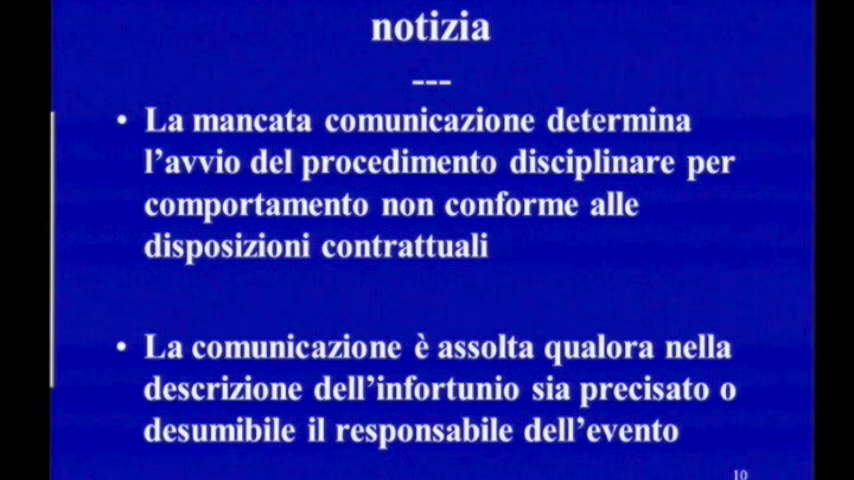 notizia
---
• La mancata comunicazione determina
l’avvio del procedimento disciplinare per
comportamento non conforme alle
disposizioni contrattuali
• La comunicazione è assolta qualora nella
descrizione dell’infortunio sia precisato o
desumibile il responsabile dell’evento
10